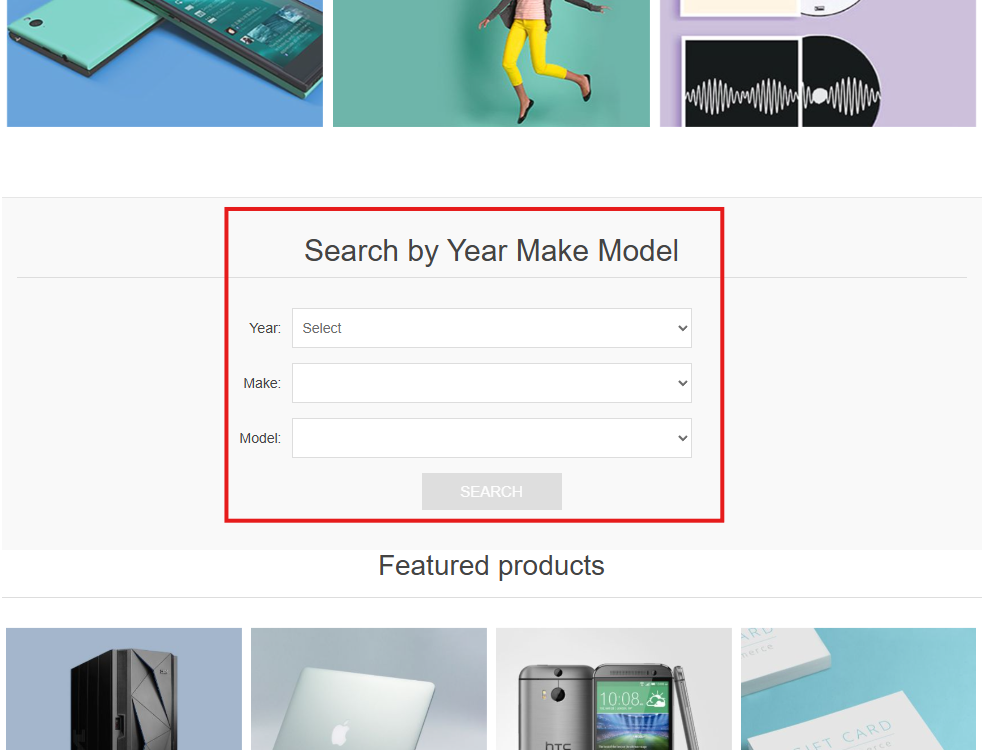 Search by Year Make Model
Year: Select
Make:
Model:
SEARCH
Featured products
10:08
hTC
GIFT CARD